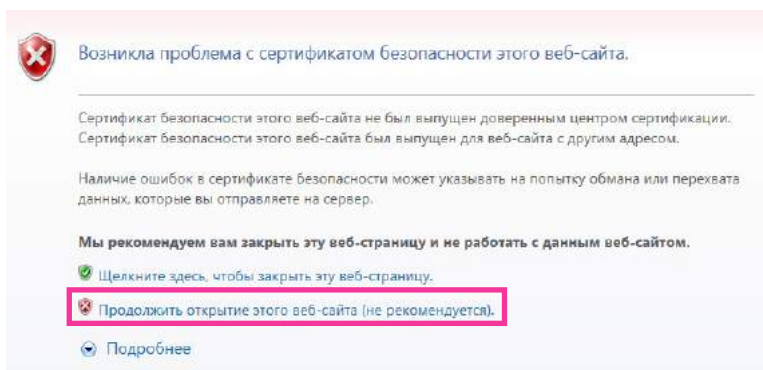 Возникла проблема с сертификатом безопасности этого веб-сайта.
Сертификат безопасности этого веб-сайта не был выпущен доверенным центром сертификации.
Сертификат безопасности этого веб-сайта был выпущен для веб-сайта с другим адресом.
Наличие ошибок в сертификате безопасности может указывать на попытку обмана или перехвата
данных, которые вы отправляете на сервер.
Мы рекомендуем вам закрыть эту веб-страницу и не работать с данным веб-сайтом.
Щелкните здесь, чтобы закрыть эту веб-страницу.
Продолжить открытие этого веб-сайта (не рекомендуется).
Подробнее